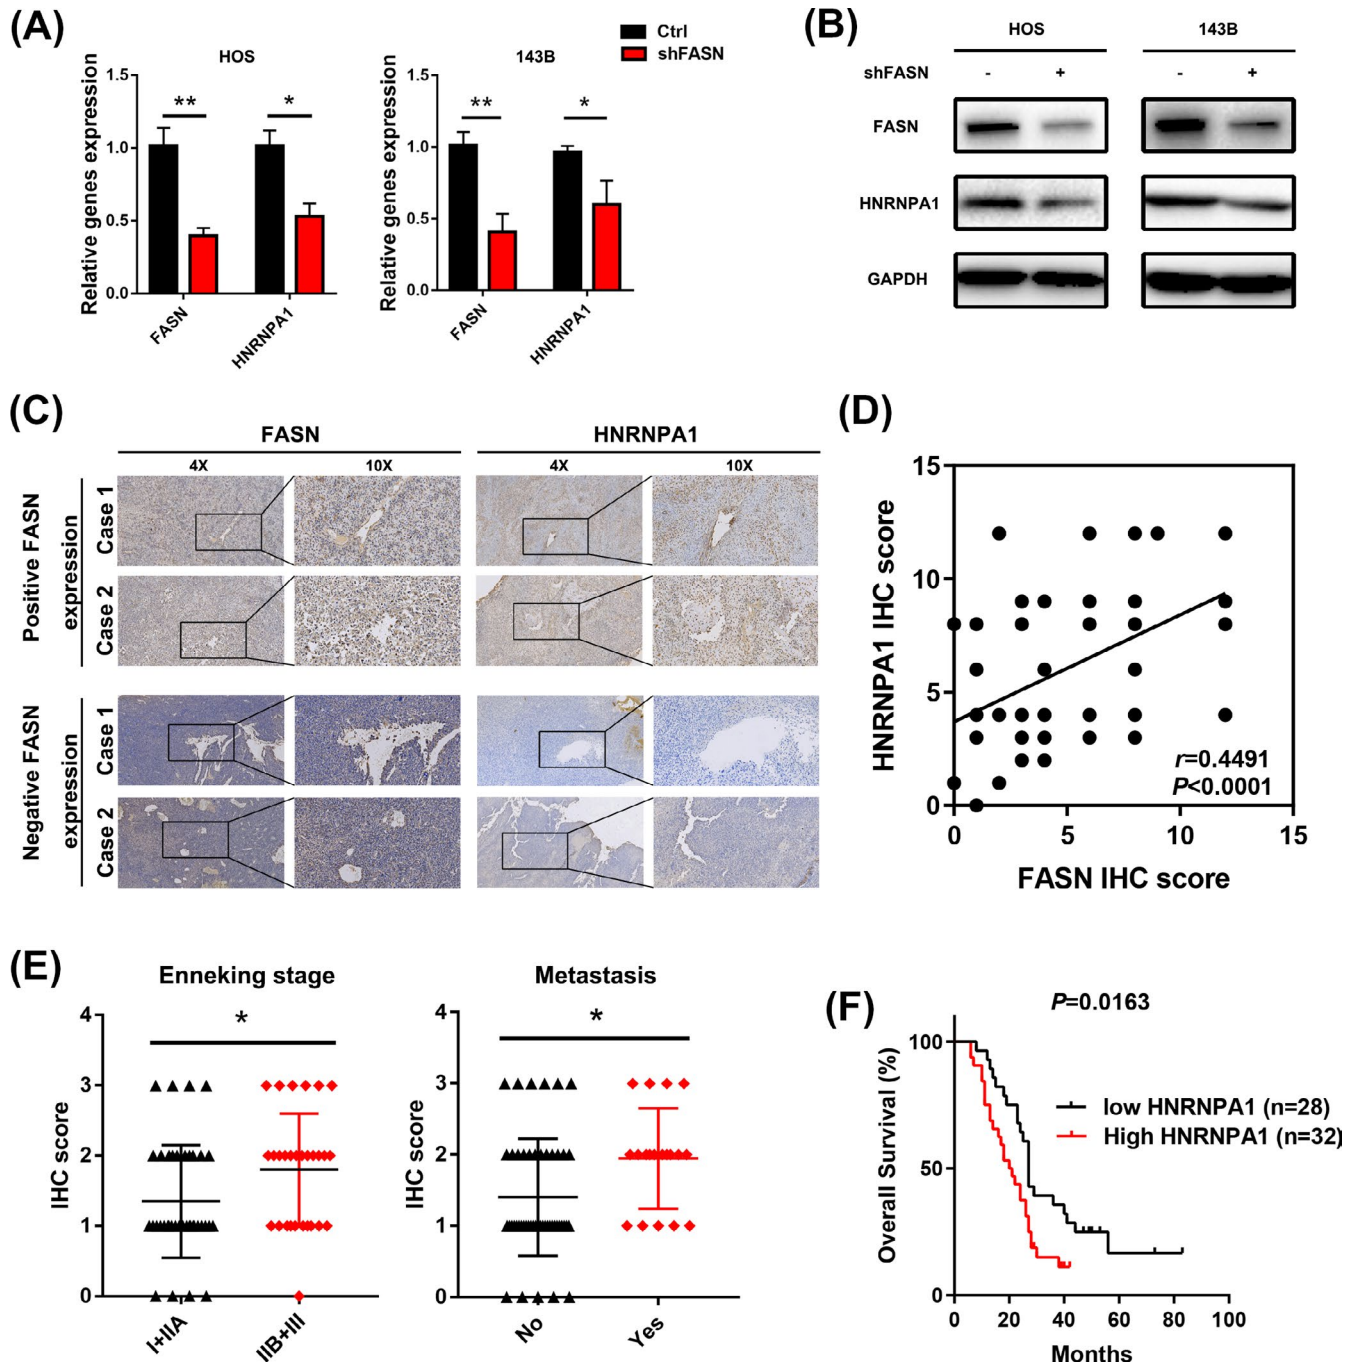 (A)
Ctrl
shFASN
HOS
143B
Relative genes expression
1.5
1.0
0.5
0.0
** *
FASN
HNRNPA1
Relative genes expression
1.5
1.0
0.5
0.0
** *
FASN
HNRNPA1
(B)
HOS 143B
shFASN - + - +
FASN
HNRNPA1
GAPDH
(C)
FASN HNRNPA1
4X 10X 4X 10X
Positive FASN
expression
Case 1
Case 2
Negative FASN
expression
Case 1
Case 2
(D)
HNRNPA1 IHC score
15
10
5
0
0 5 10 15
r=0.4491
P<0.0001
FASN IHC score
(E)
Enneking stage
*
IHC score
4
3
2
1
0
I+IIA
IIB+III
Metastasis
*
IHC score
4
3
2
1
0
No
Yes
(F)
P=0.0163
Overall Survival (%)
100
50
0
low HNRNPA1 (n=28)
High HNRNPA1 (n=32)
0 20 40 60 80 100
Months